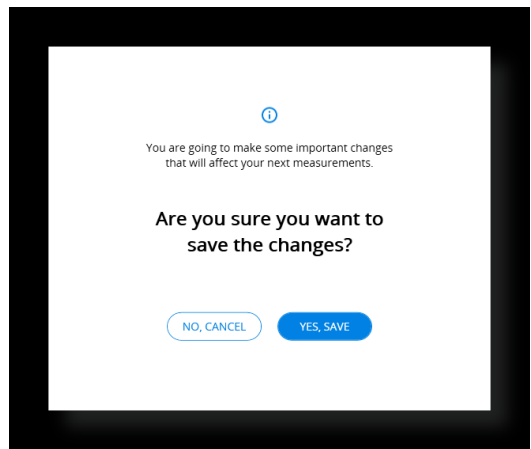 You are going to make some important changes
that will affect your next measurements.
Are you sure you want to
save the changes?
NO, CANCEL
YES, SAVE